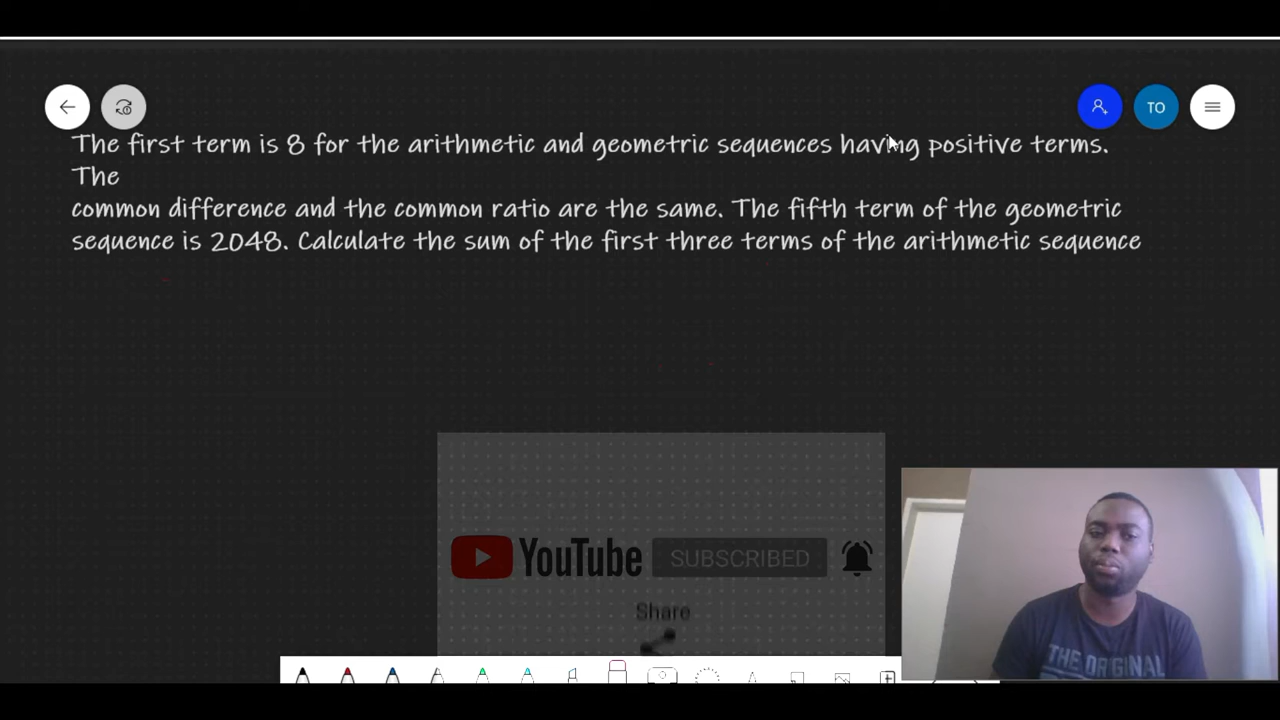 TO
The first term is 8 for the arithmetic and geometric sequences having positive terms.
The
common difference and the common ratio are the same. The fifth term of the geometric
sequence is 2048. Calculate the sum of the first three terms of the arithmetic sequence
YouTube SUBSCRIBED
Share
THE ORIGINAL